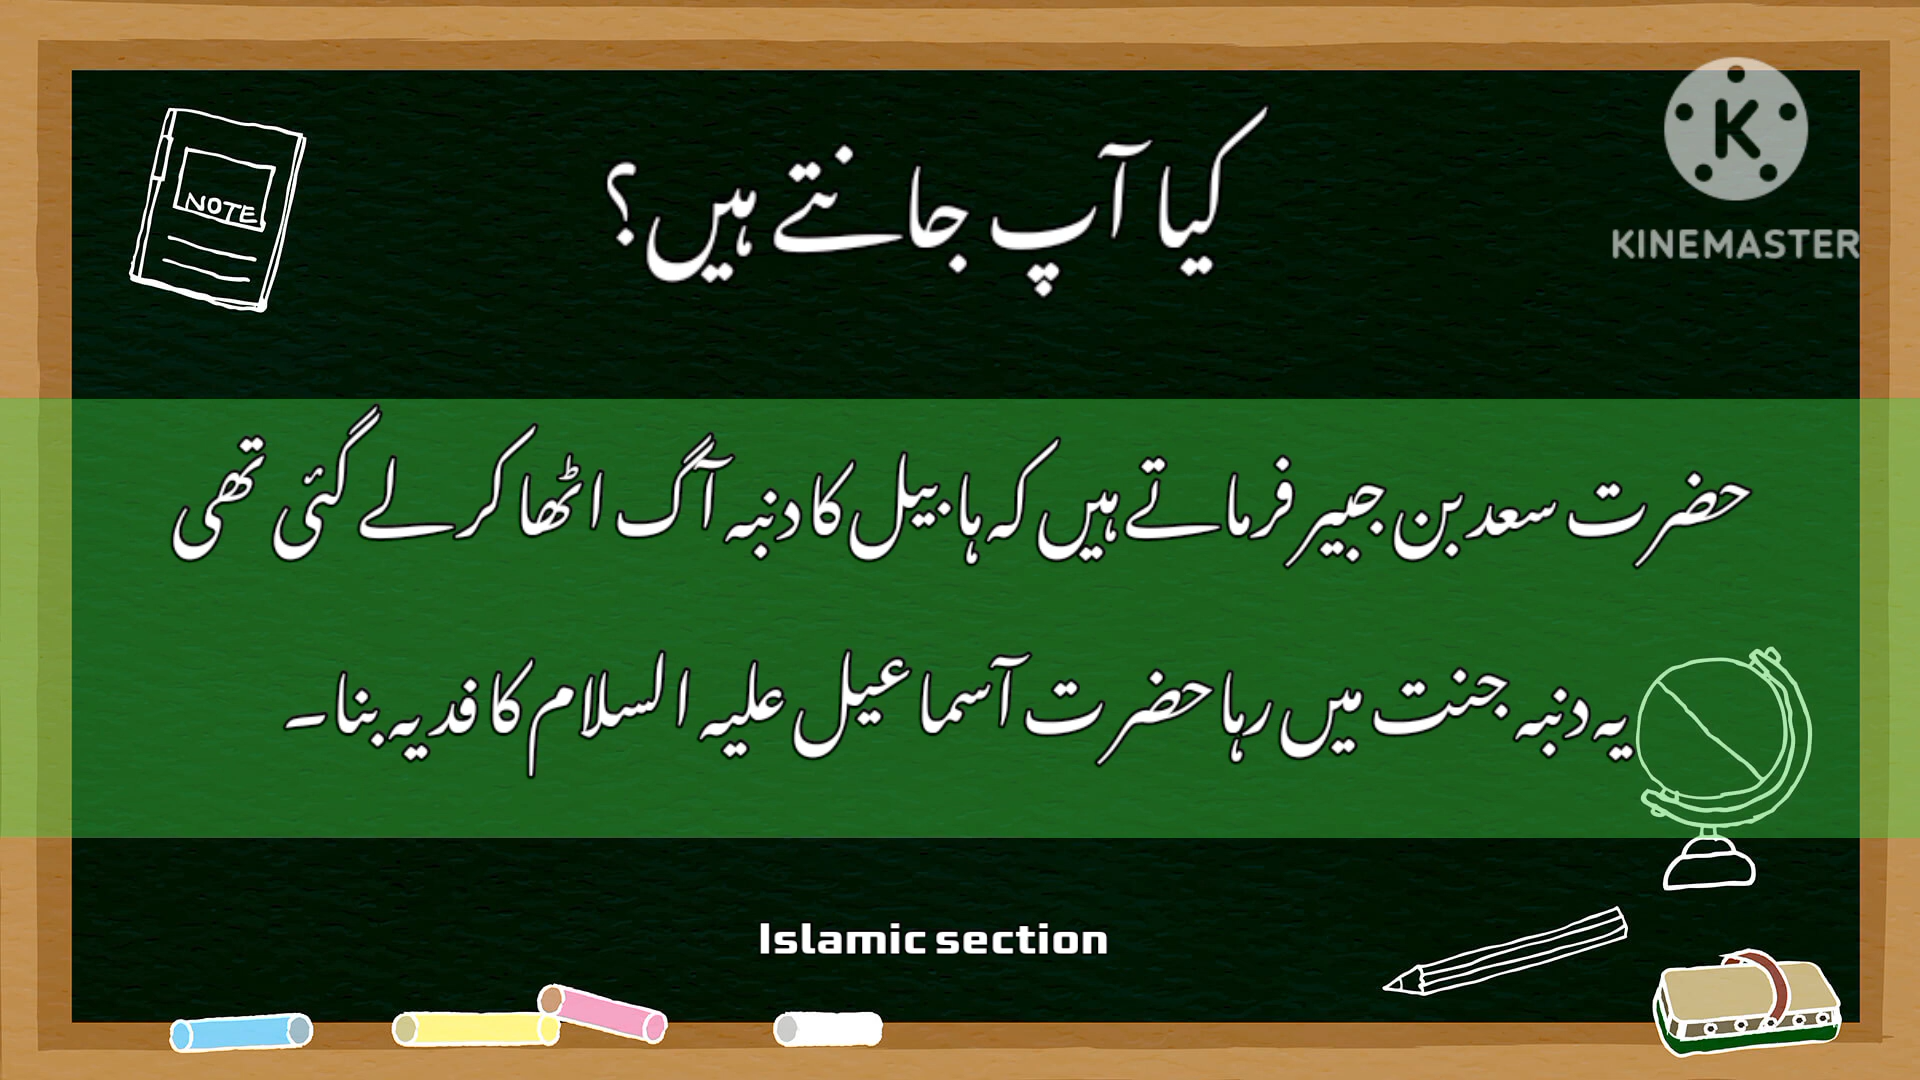 NOTE
KINEMASTER
کیا آپ جانتے ہیں؟
حضرت سعد بن جبیر فرماتے ہیں کہ ہابیل کا دنبہ آگ اٹھا کر لے گئی تھی
یہ دنبہ جنت میں رہا حضرت آسماعیل علیہ السلام کا فدیہ بنا۔
Islamic section